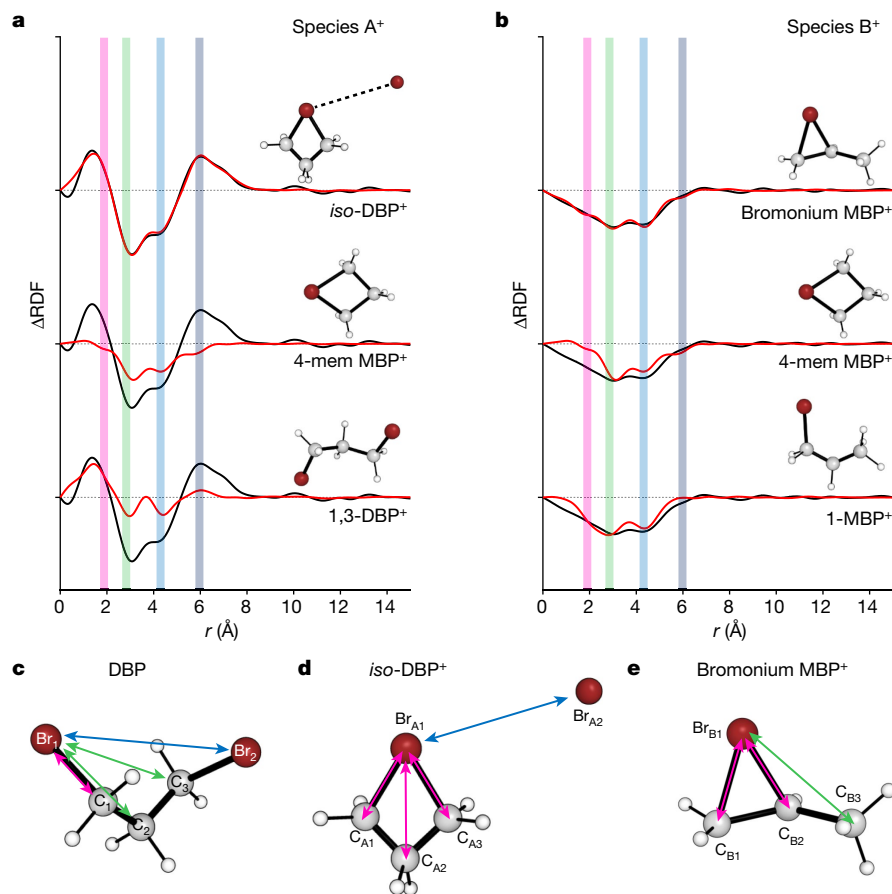 a
Species A⁺
b
Species B⁺
ΔRDF
iso-DBP⁺
4-mem MBP⁺
1,3-DBP⁺
0 2 4 6 8 10 12 14
r (Å)
ΔRDF
Bromonium MBP⁺
4-mem MBP⁺
1-MBP⁺
0 2 4 6 8 10 12 14
r (Å)
c
DBP
Br₁
Br₂
C₃
C₁
C₂
d
iso-DBP⁺
Br_A1
Br_A2
C_A1
C_A3
C_A2
e
Bromonium MBP⁺
Br_B1
C_B3
C_B2
C_B1